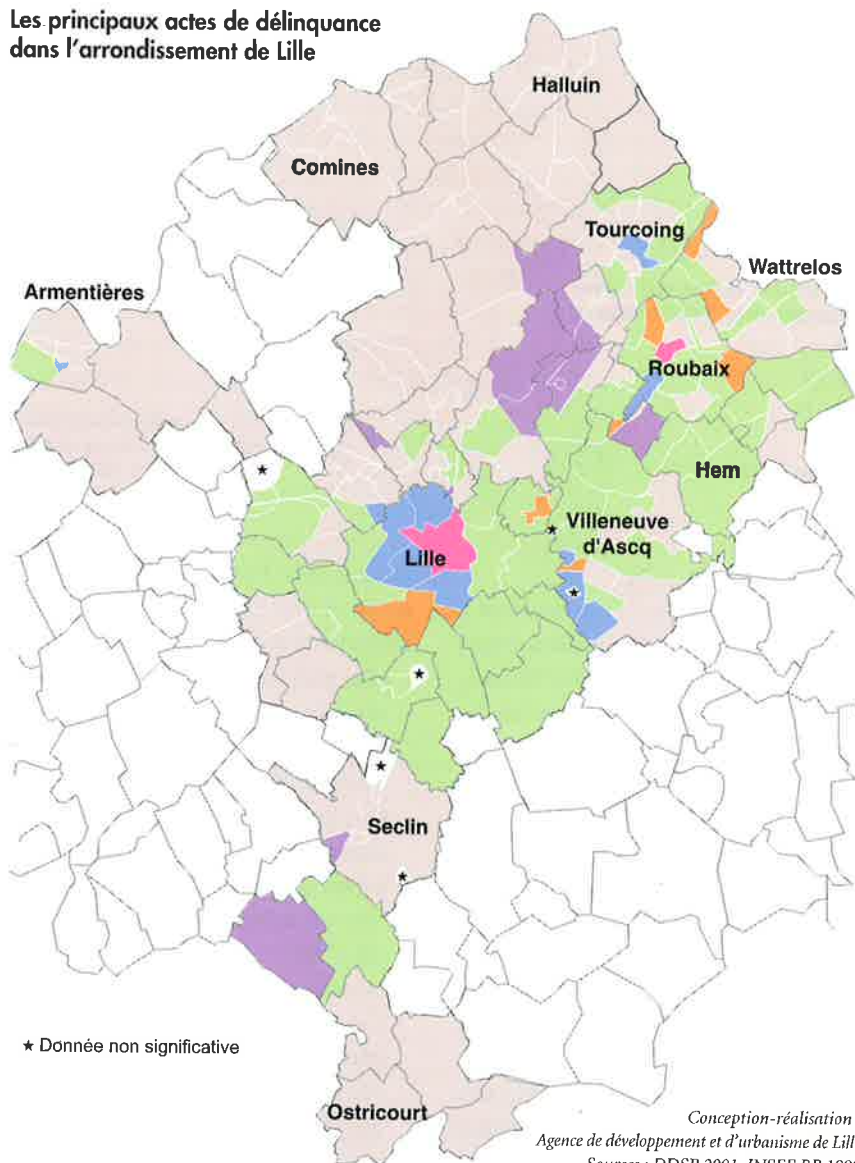 Les principaux actes de délinquance
dans l'arrondissement de Lille
Halluin
Comines
Tourcoing
Wattrelos
Armentières
Roubaix
Hem
Villeneuve
d'Ascq
Lille
Seclin
★ Donnée non significative
Ostricourt
Conception-réalisation
Agence de développement et d'urbanisme de Lill